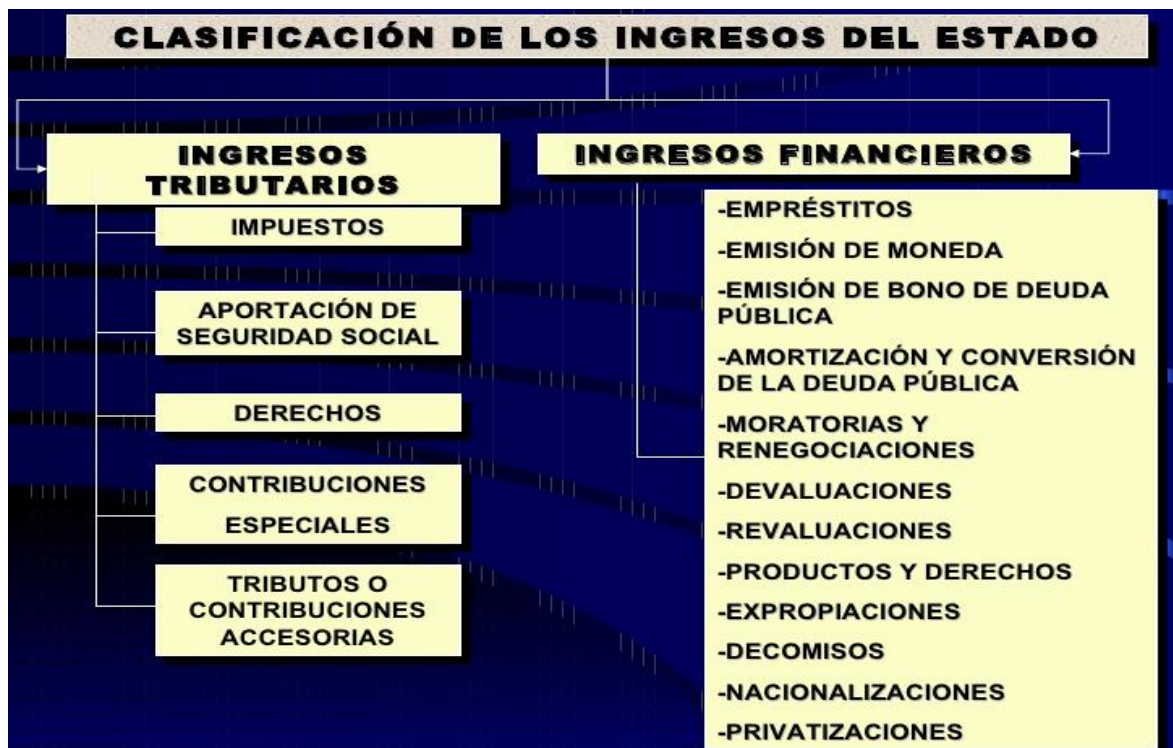 CLASIFICACIÓN DE LOS INGRESOS DEL ESTADO
INGRESOS
TRIBUTARIOS
IMPUESTOS
APORTACIÓN DE
SEGURIDAD SOCIAL
DERECHOS
CONTRIBUCIONES
ESPECIALES
TRIBUTOS O
CONTRIBUCIONES
ACCESORIAS
INGRESOS FINANCIEROS
-EMPRÉSTITOS
-EMISIÓN DE MONEDA
-EMISIÓN DE BONO DE DEUDA
PÚBLICA
-AMORTIZACIÓN Y CONVERSIÓN
DE LA DEUDA PÚBLICA
-MORATORIAS Y
RENEGOCIACIONES
-DEVALUACIONES
-REVALUACIONES
-PRODUCTOS Y DERECHOS
-EXPROPIACIONES
-DECOMISOS
-NACIONALIZACIONES
-PRIVATIZACIONES